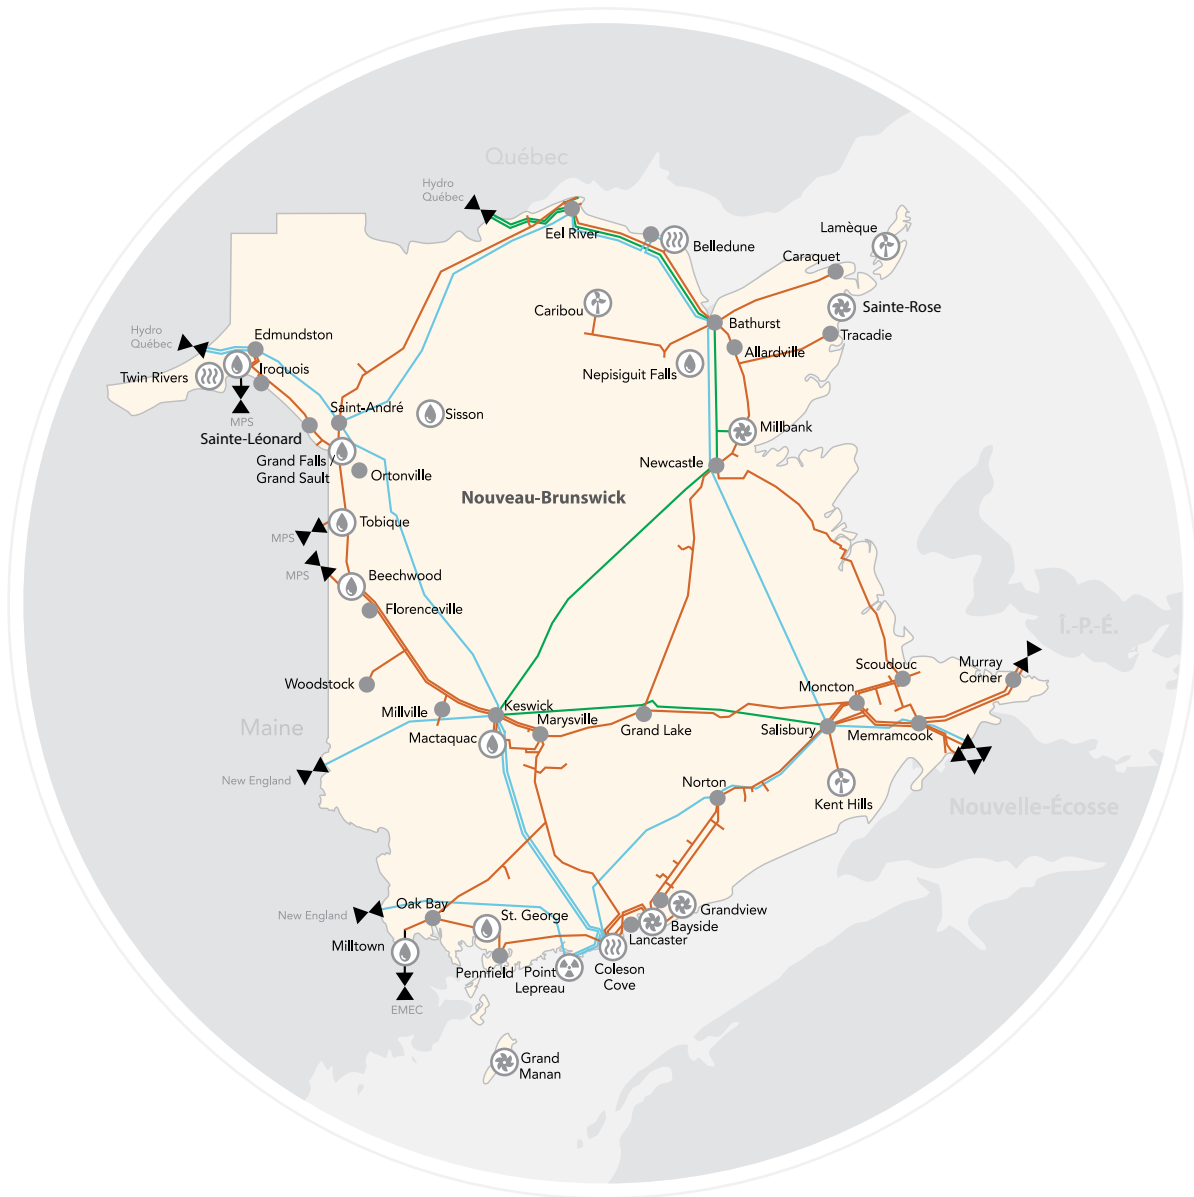 Québec
Hydro
Québec
Eel River
Belledune
Lamèque
Caraquet
Caribou
Sainte-Rose
Bathurst
Tracadie
Hydro
Québec
Edmundston
Allardville
Twin Rivers
Iroquois
Nepisiguit Falls
MPS
Saint-André
Sisson
Sainte-Léonard
Millbank
Grand Falls /
Grand Sault
Ortonville
Newcastle
Nouveau-Brunswick
Tobique
MPS
MPS
Beechwood
Florenceville
Î.-P.-É.
Woodstock
Scoudouc
Murray
Corner
Moncton
Millville
Keswick
Marysville
Maine
Mactaquac
Grand Lake
Salisbury
Memramcook
New England
Norton
Kent Hills
Nouvelle-Écosse
New England
Oak Bay
St. George
Grandview
Bayside
Milltown
Lancaster
Pennfield
Point
Lepreau
Coleson
Cove
EMEC
Grand
Manan